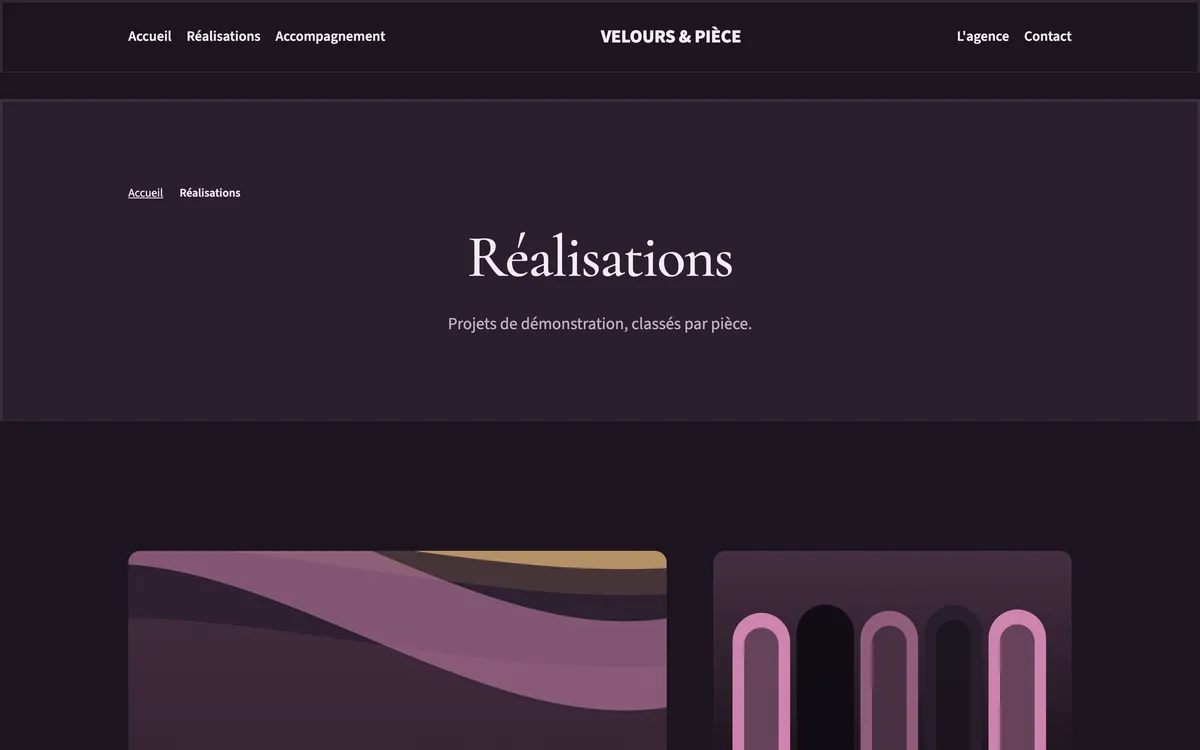 Accueil Réalisations Accompagnement VELOURS & PIÈCE L'agence Contact
Accueil Réalisations
Réalisations
Projets de démonstration, classés par pièce.